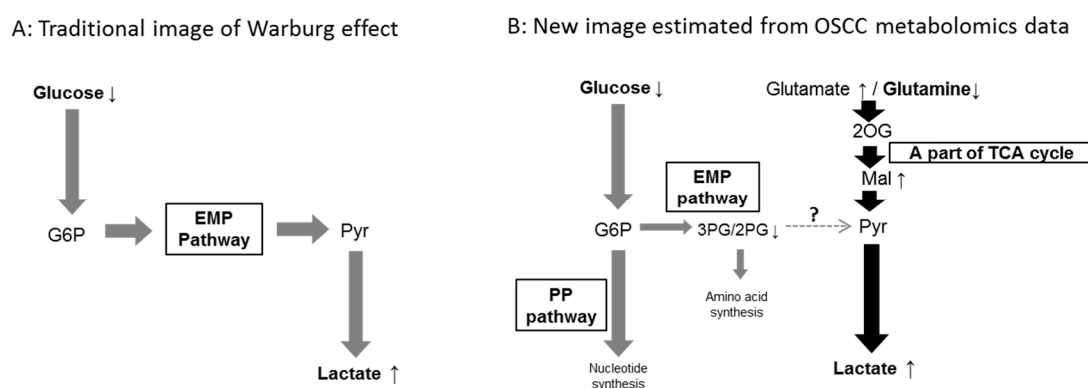 A: Traditional image of Warburg effect
Glucose ↓
G6P
EMP
Pathway
Pyr
Lactate ↑
B: New image estimated from OSCC metabolomics data
Glucose ↓
Glutamate ↑ / Glutamine↓
2OG
A part of TCA cycle
Mal ↑
EMP
pathway
G6P
3PG/2PG ↓
?
Pyr
PP
pathway
Amino acid
synthesis
Nucleotide
synthesis
Lactate ↑